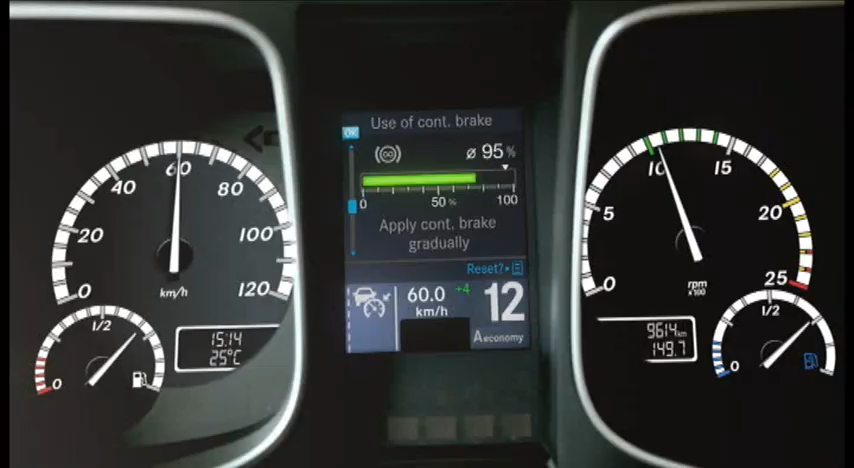 0
20
40
60
80
100
120
km/h
0
1/2
15:14
25°C
OK
Use of cont. brake
ø 95%
0 50% 100
Apply cont. brake
gradually
Reset?
60.0 +4
km/h
12
A economy
0
5
10
15
20
25
rpm
x100
9614 km
149.7
0
1/2